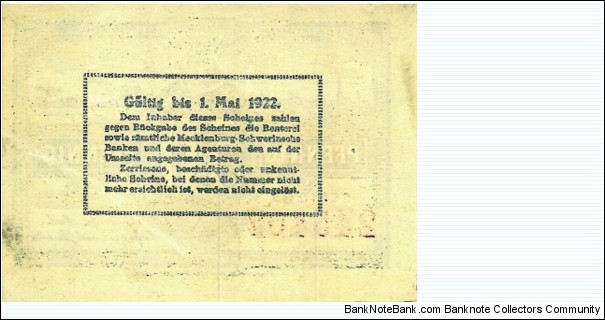 Gültig bis 1. Mai 1922.
Dem Inhaber dieses Scheines zahlen
gegen Rückgabe des Scheines die Renterei
sowie sämtliche Mecklenburg-Schwerinsche
Banken und deren Agenturen den auf der
Umseite angegebenen Betrag.
Zerrissene, beschädigte oder unkennt-
liche Scheine, bei denen die Nummer nicht
mehr ersichtlich ist, werden nicht eingelöst.
BankNoteBank.com Banknote Collectors Community